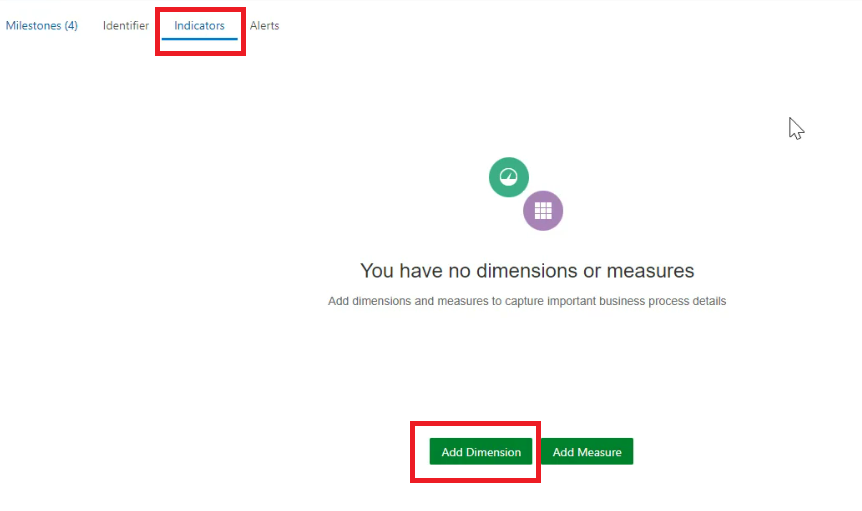 Milestones (4) Identifier Indicators Alerts
You have no dimensions or measures
Add dimensions and measures to capture important business process details
Add Dimension Add Measure